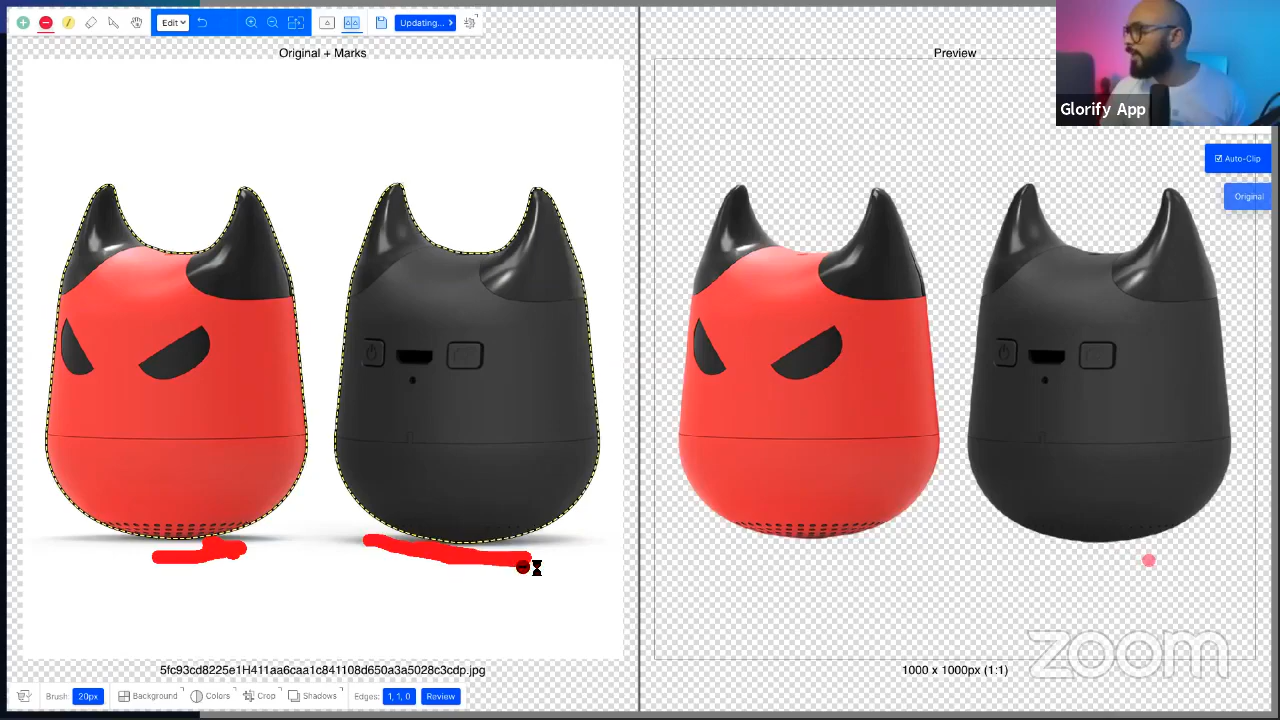 Edit
Updating...
Original + Marks
Preview
Glorify App
Auto-Clip
Original
5fc93cd8225e1H411aa6caa1c841108d650a3a5028c3cdp.jpg
1000 x 1000px (1:1)
zoom
Brush: 20px Background Colors Crop Shadows Edges: 1, 1, 0 Review